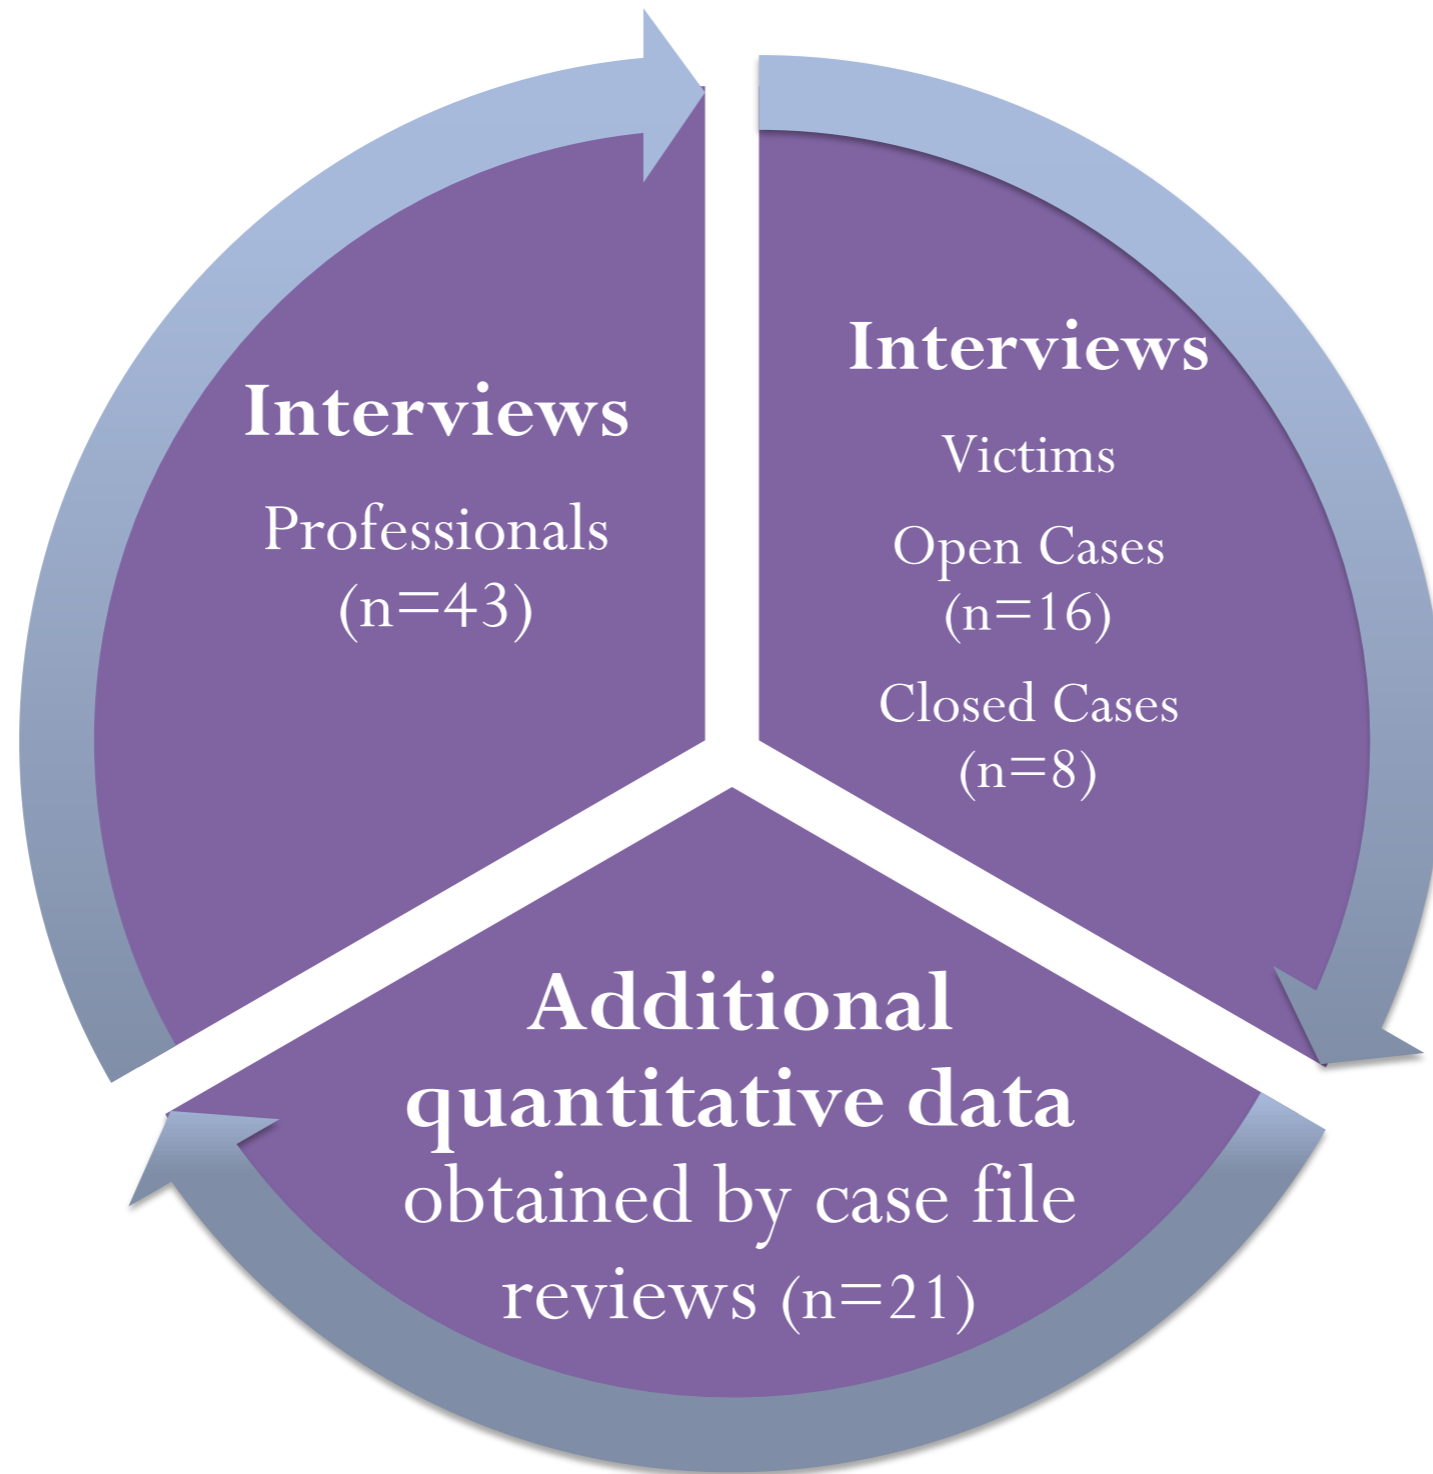 Interviews
Professionals
(n=43)
Interviews
Victims
Open Cases
(n=16)
Closed Cases
(n=8)
Additional
quantitative data
obtained by case file
reviews (n=21)